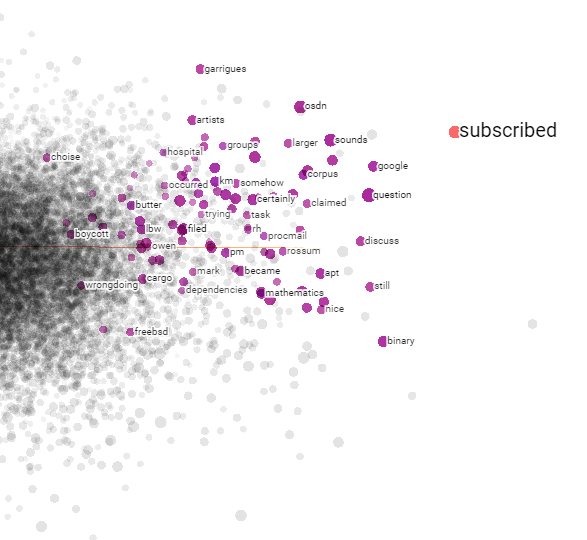 garrigues
osdn
artists
subscribed
sounds
larger
groups
hospital
choise
google
corpus
km
somehow
occurred
question
certainly
claimed
butter
trying
task
lbw
filed
rh
boycott
procmail
discuss
owen
pm
rossum
mark
became
apt
cargo
wrongdoing
still
dependencies
mathematics
nice
freebsd
binary